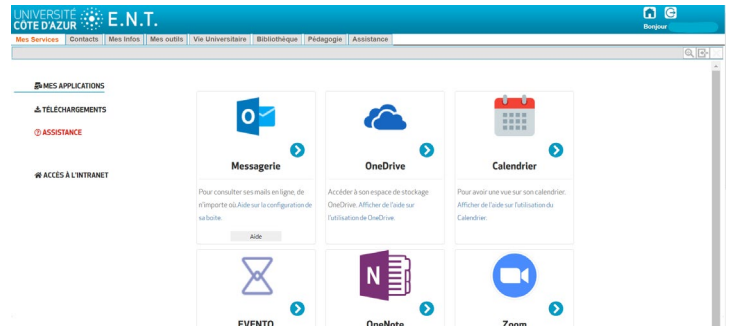 UNIVERSITÉ
CÔTE D'AZUR
E.N.T.
Bonjour
Mes Services
Contacts
Mes Infos
Mes outils
Vie Universitaire
Bibliothèque
Pédagogie
Assistance
MES APPLICATIONS
TÉLÉCHARGEMENTS
ASSISTANCE
ACCÈS À L'INTRANET
Messagerie
Pour consulter ses mails en ligne, de
n'importe où.Aide sur la configuration de
sa boite.
Aide
OneDrive
Accéder à son espace de stockage
OneDrive. Afficher de l'aide sur
l'utilisation de OneDrive.
Calendrier
Pour avoir une vue sur son calendrier.
Afficher de l'aide sur l'utilisation du
Calendrier.
EVENTO
OneNote
Zoom